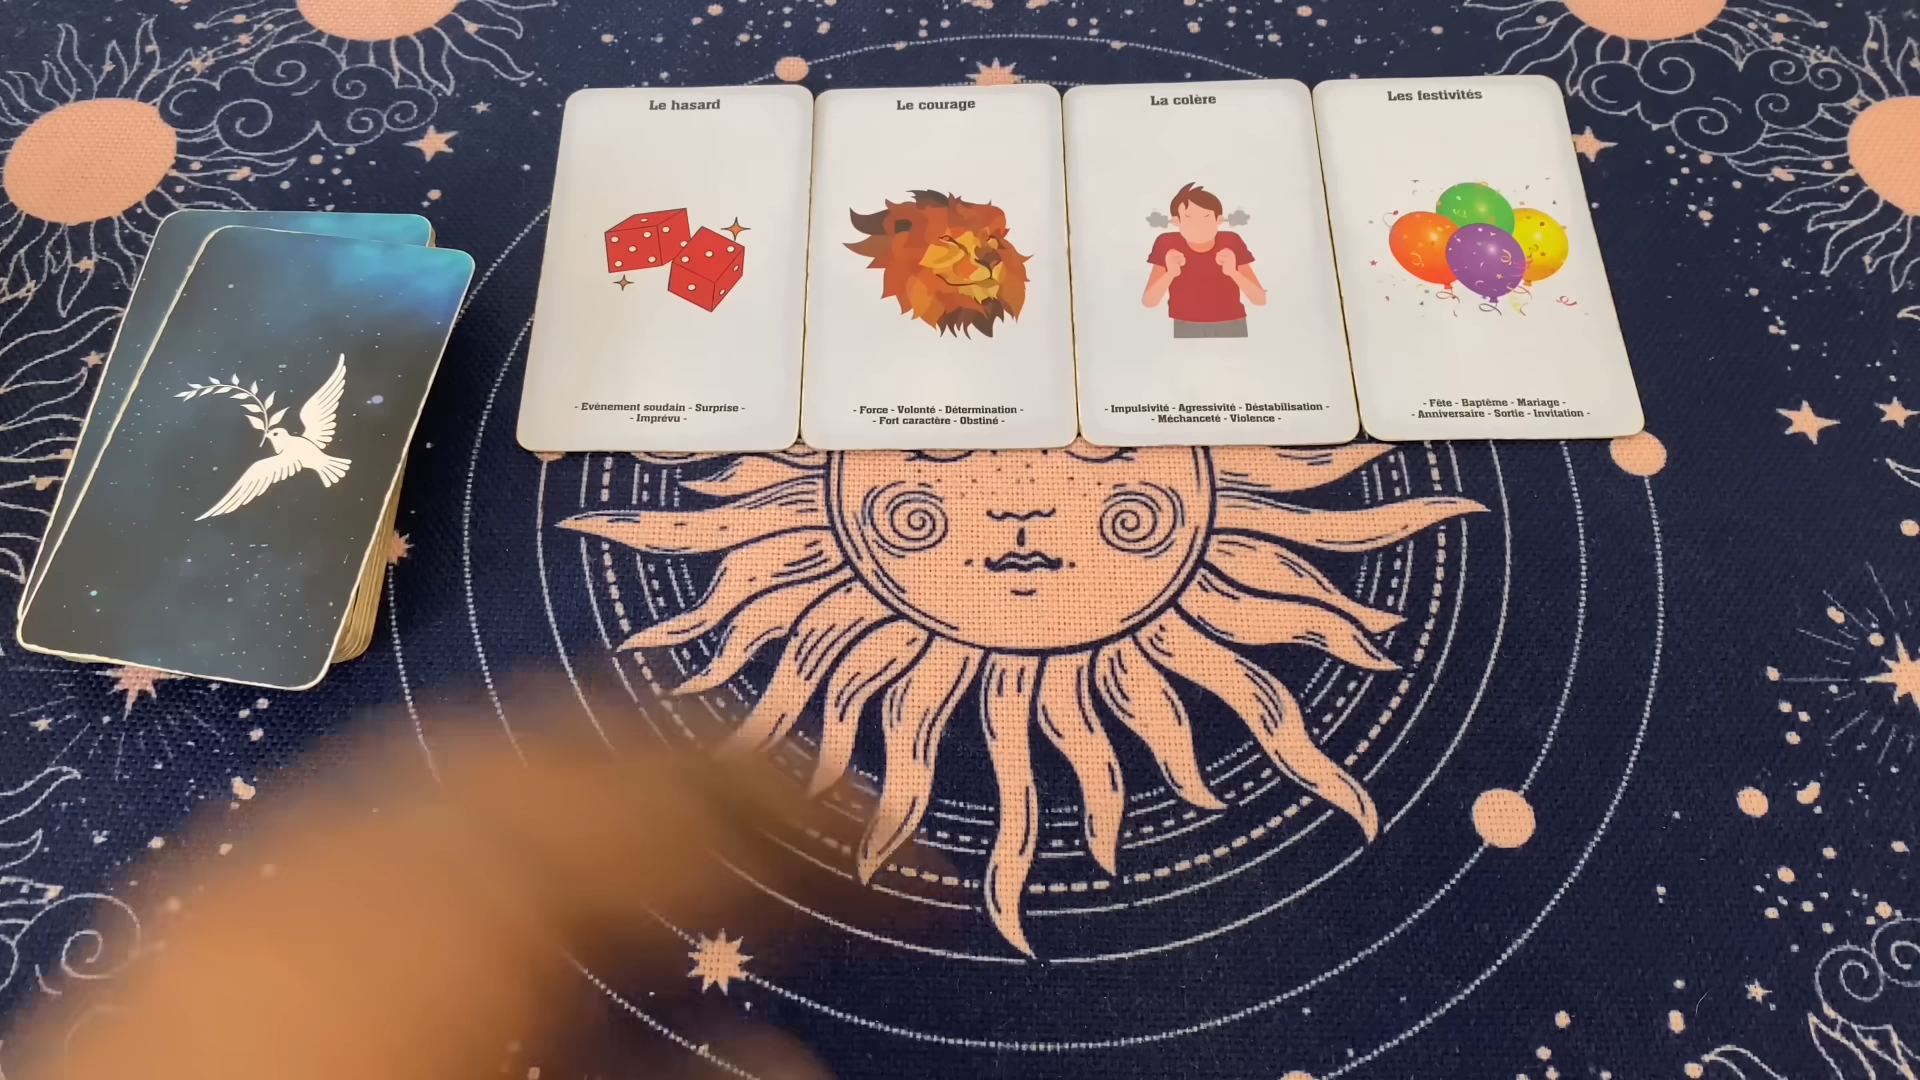 Le hasard
- Evènement soudain - Surprise -
- Imprévu -
Le courage
- Force - Volonté - Détermination -
- Fort caractère - Obstiné -
La colère
- Impulsivité - Agressivité - Déstabilisation -
- Méchanceté - Violence -
Les festivités
- Fête - Baptême - Mariage -
- Anniversaire - Sortie - Invitation -